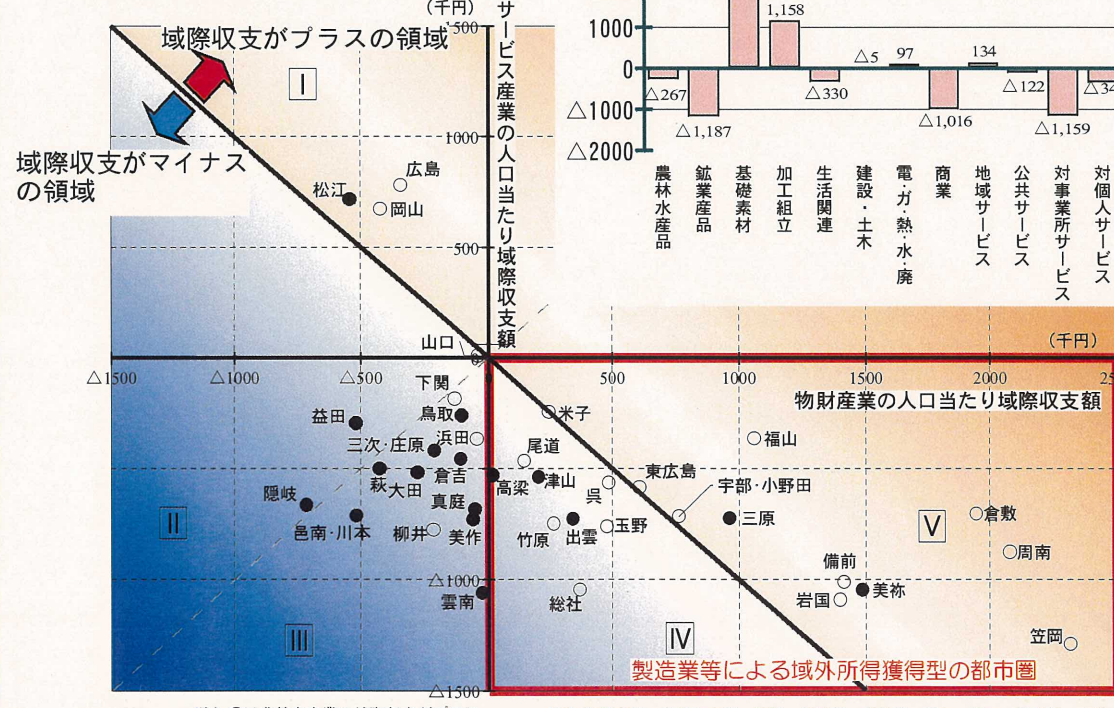 （千円）
1500
サービス産業の人口当たり域際収支額
域際収支がプラスの領域
Ⅰ
域際収支がマイナス
の領域
1000
500
広島
松江
岡山
山口
0
1000
0
△1000
△2000
△267
△1,187
1,158
△330
△5
97
△1,016
134
△122
△1,159
農林水産品
鉱業産品
基礎素材
加工組立
生活関連
建設・土木
電・ガ・熱・水・廃
商業
地域サービス
公共サービス
対事業所サービス
対個人サービス
（千円）
△1500
△1000
△500
0
500
1000
1500
2000
物財産業の人口当たり域際収支額
下関
益田
鳥取
米子
三次・庄原
浜田
尾道
福山
萩
大田
倉吉
高梁
津山
呉
東広島
宇部・小野田
隠岐
真庭
邑南・川本
柳井
美作
竹原
出雲
玉野
三原
倉敷
Ⅱ
Ⅴ
周南
備前
△1000
雲南
総社
岩国
美祢
笠岡
Ⅲ
Ⅳ
製造業等による域外所得獲得型の都市圏
△1500